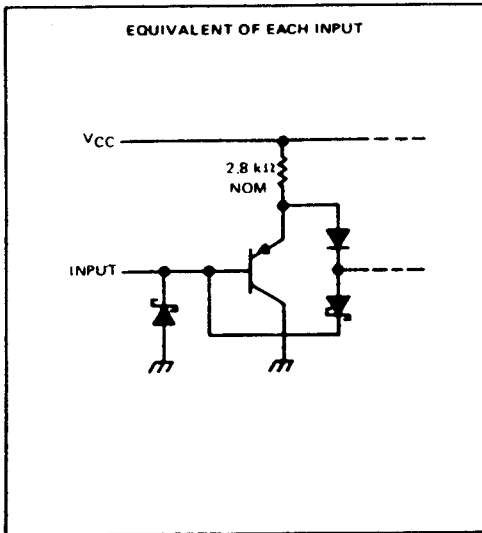 EQUIVALENT OF EACH INPUT
VCC
2.8 kΩ
NOM
INPUT